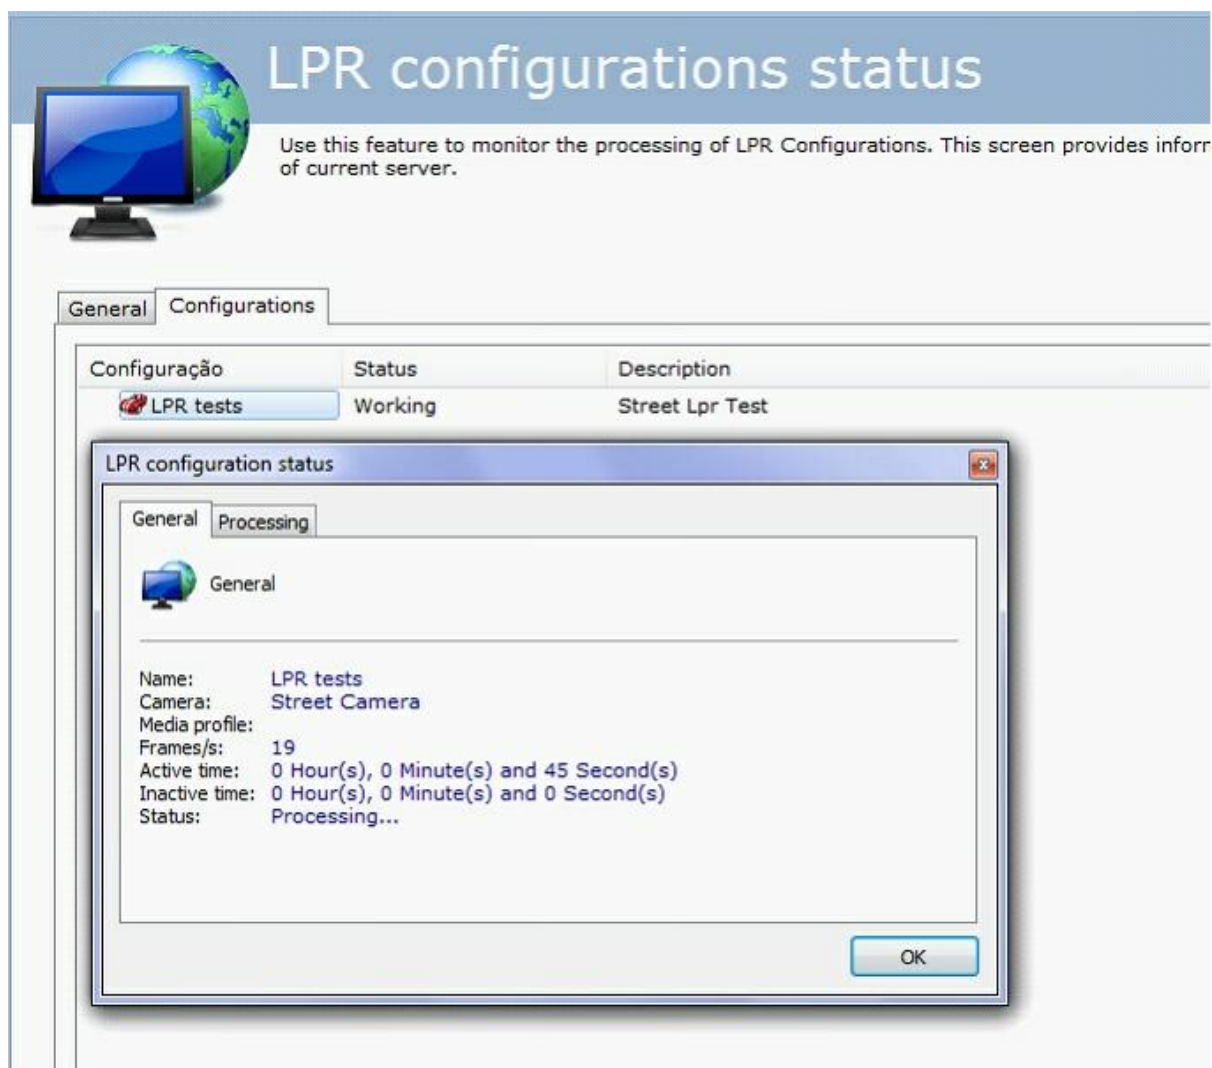 LPR configurations status
Use this feature to monitor the processing of LPR Configurations. This screen provides
of current server.
General Configurations
Configuração Status Description
LPR tests Working Street Lpr Test
LPR configuration status
General Processing
General
Name: LPR tests
Camera: Street Camera
Media profile:
Frames/s: 19
Active time: 0 Hour(s), 0 Minute(s) and 45 Second(s)
Inactive time: 0 Hour(s), 0 Minute(s) and 0 Second(s)
Status: Processing...
OK